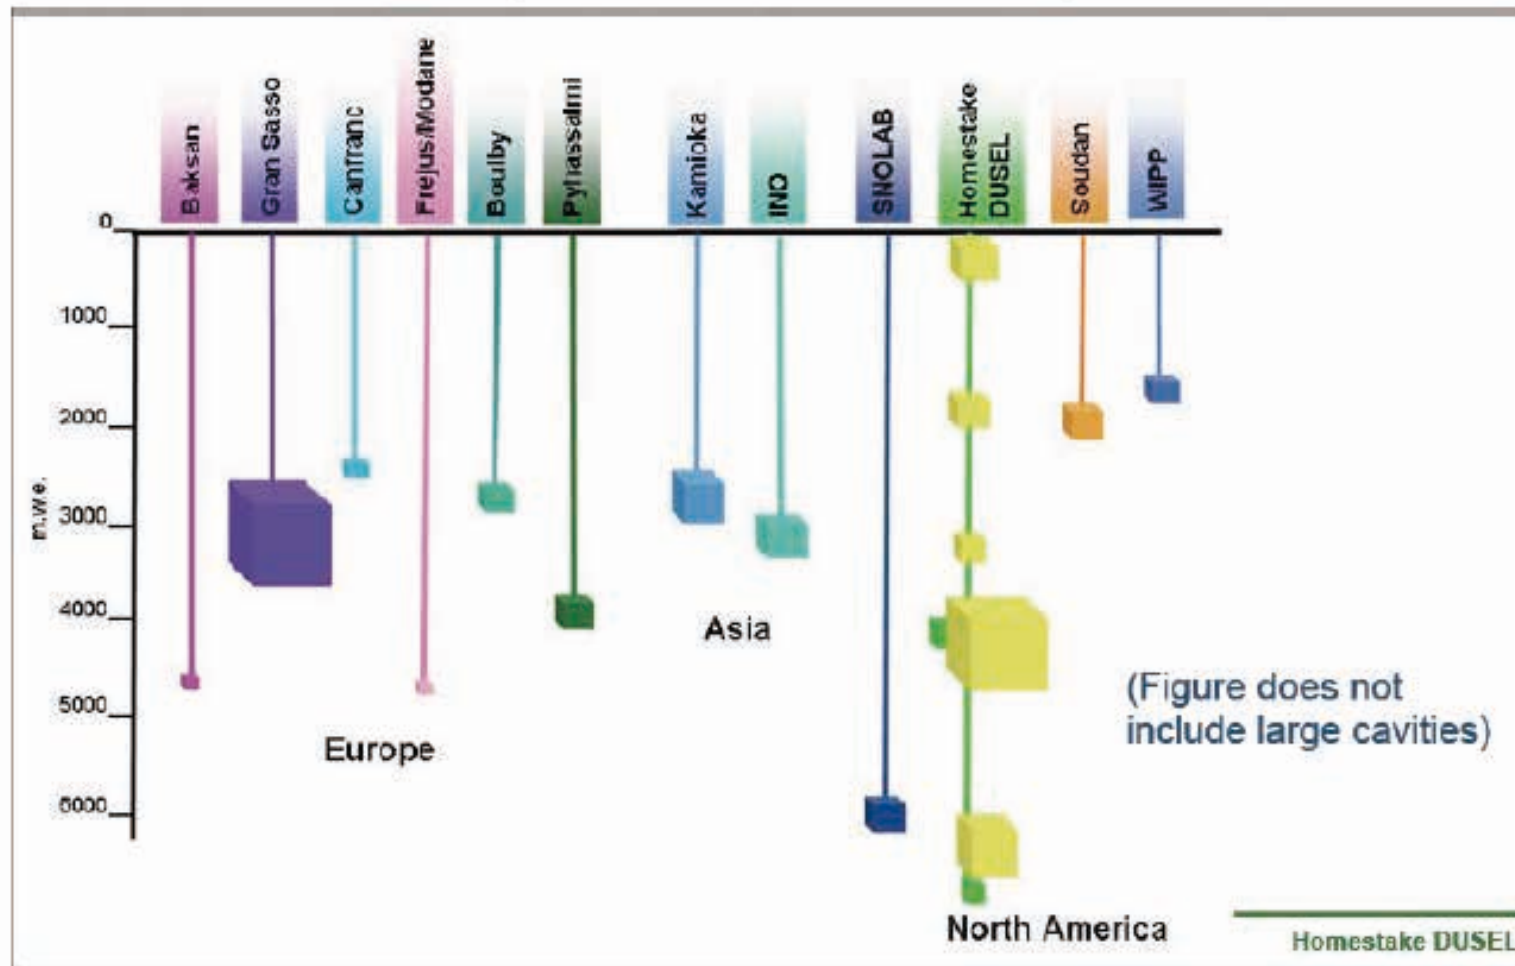 Baksan
Gran Sasso
Canfranc
Frejus/Modane
Boulby
Pyhassalmi
Kamioka
INO
SNOLAB
Homestake
DUSEL
Soudan
WIPP
0
1000
2000
3000
4000
5000
6000
m.w.e.
Asia
Europe
(Figure does not
include large cavities)
North America
Homestake DUSEL